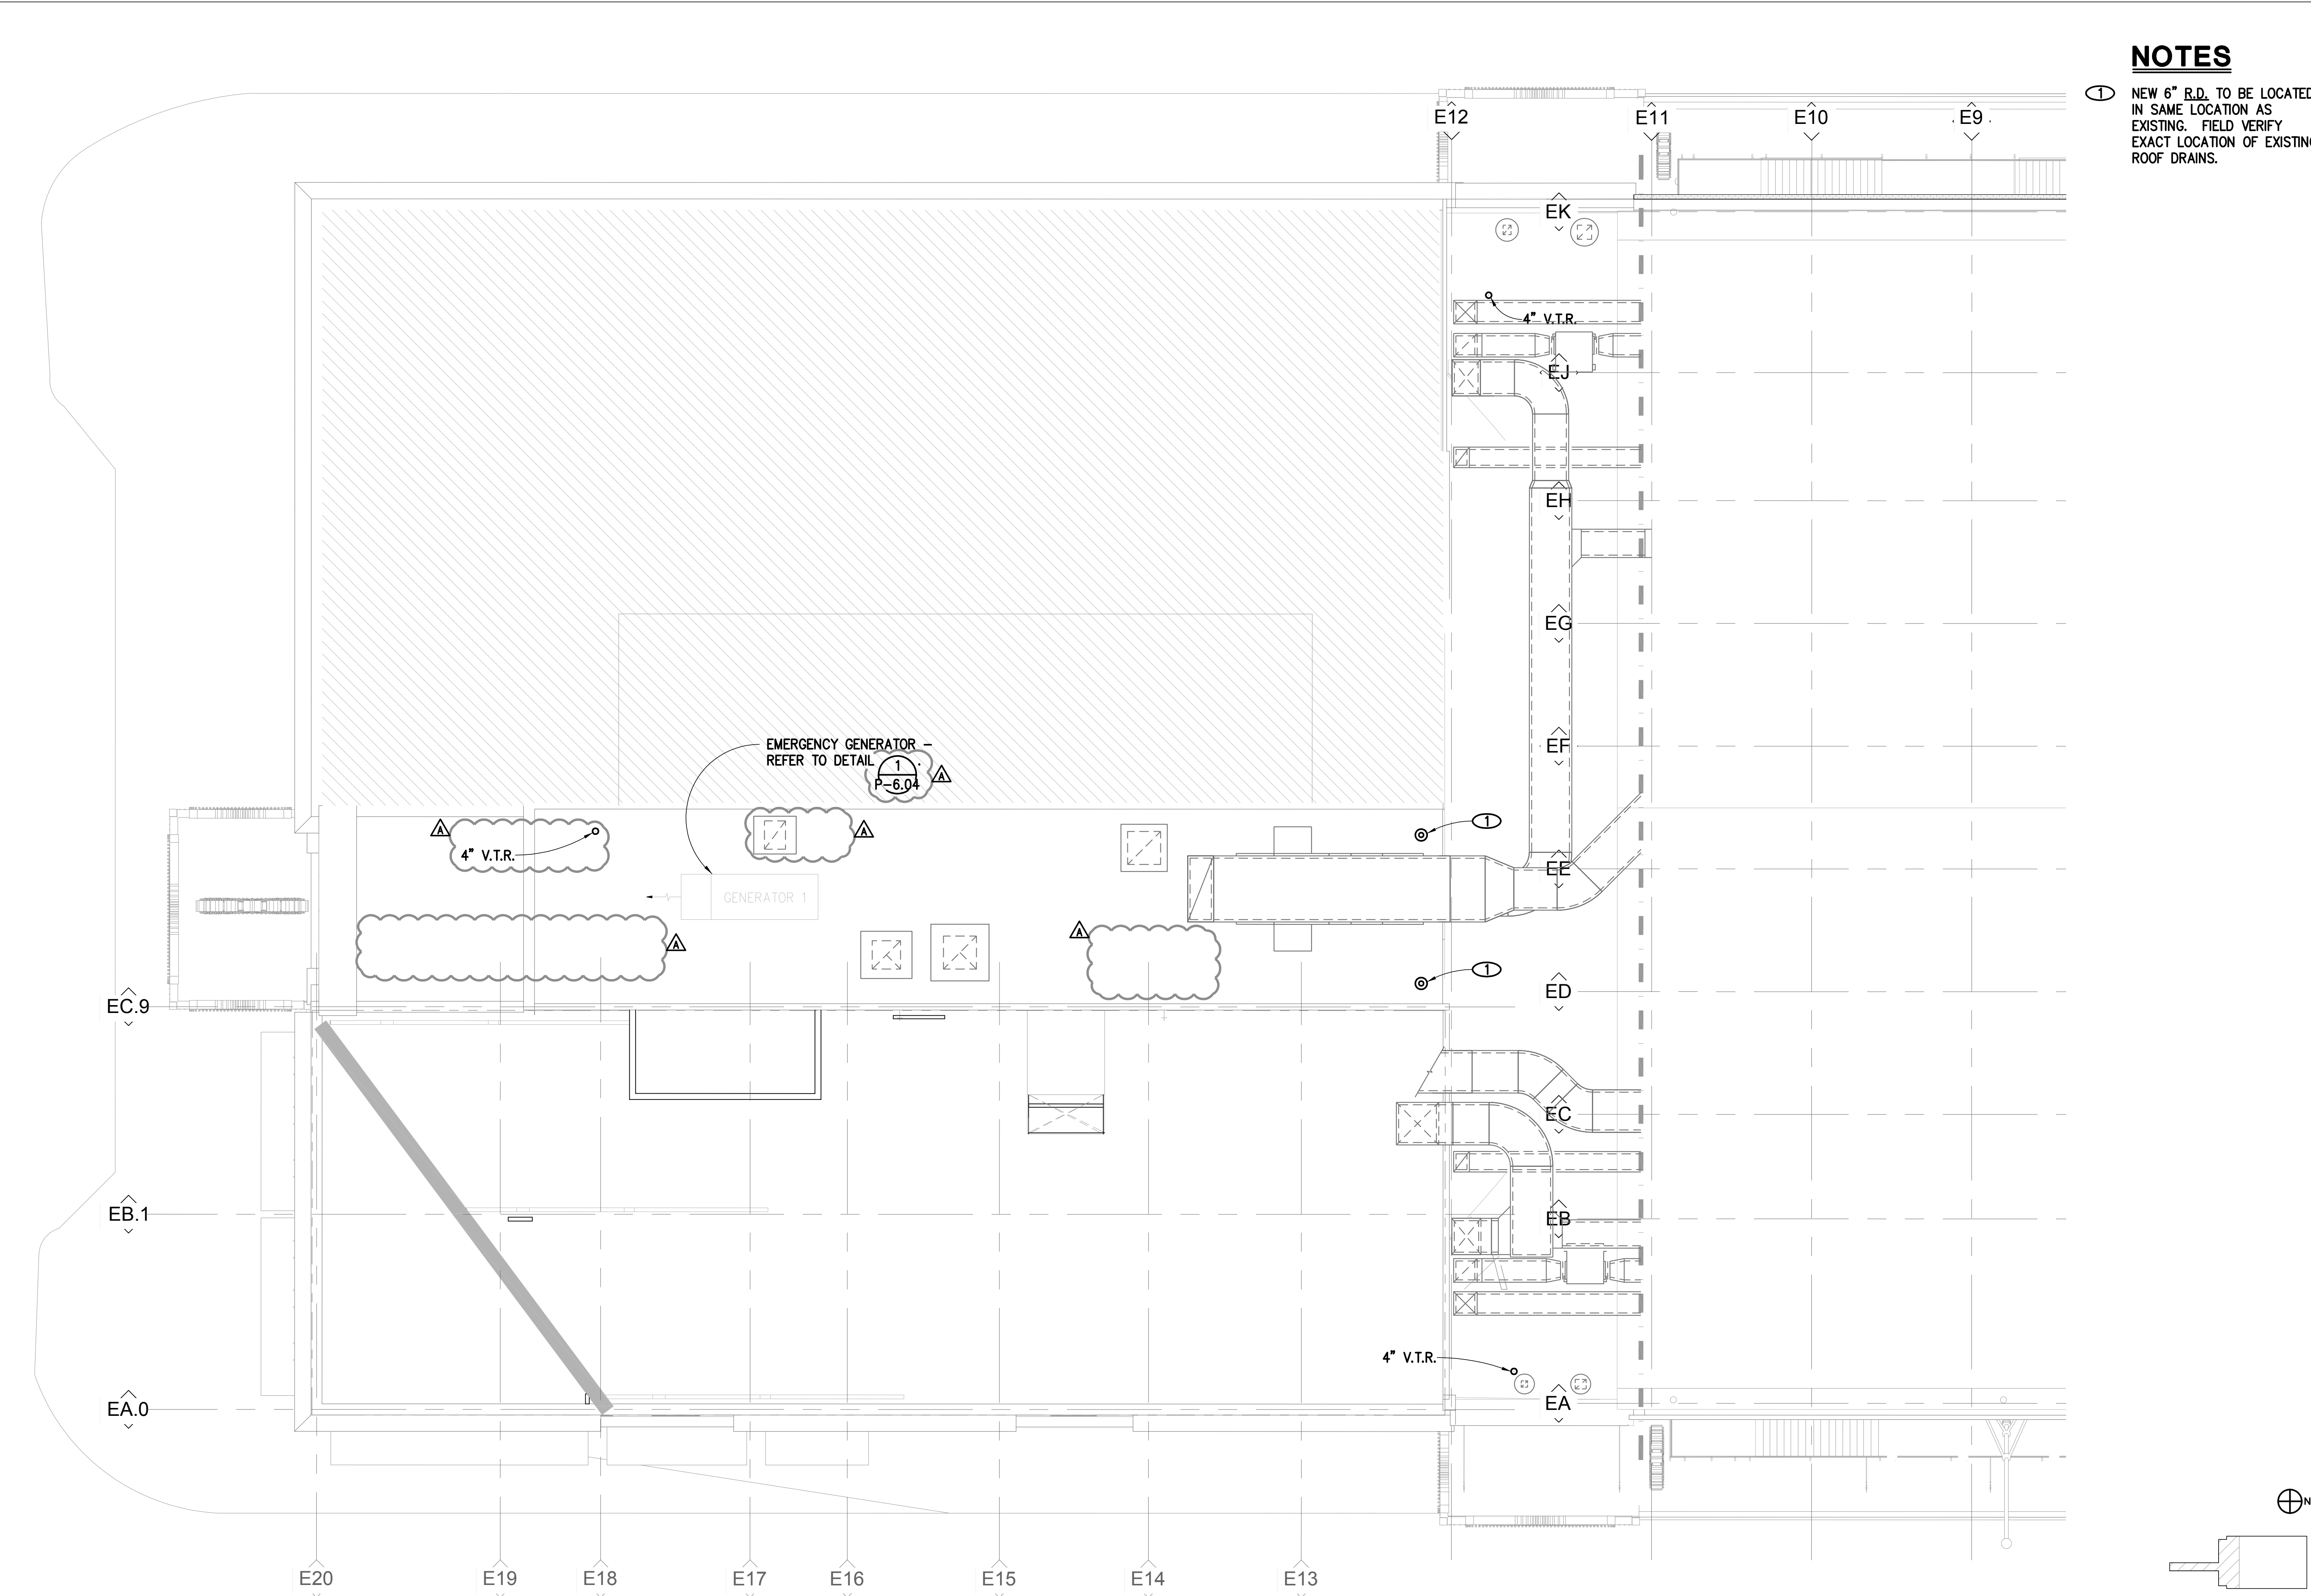 NOTES
1 NEW 6" R.D. TO BE LOCATED
IN SAME LOCATION AS
EXISTING. FIELD VERIFY
EXACT LOCATION OF EXISTING
ROOF DRAINS.
E12 E11 E10 E9
EK
4" V.T.R.
EJ
EH
EG
EF
EMERGENCY GENERATOR –
REFER TO DETAIL
1
P-6.04
A
A
4" V.T.R.
A
1
EE
GENERATOR 1
A
A
1
ED
EC.9
EC
EB.1
EB
4" V.T.R.
EA
EA.0
N
E20 E19 E18 E17 E16 E15 E14 E13